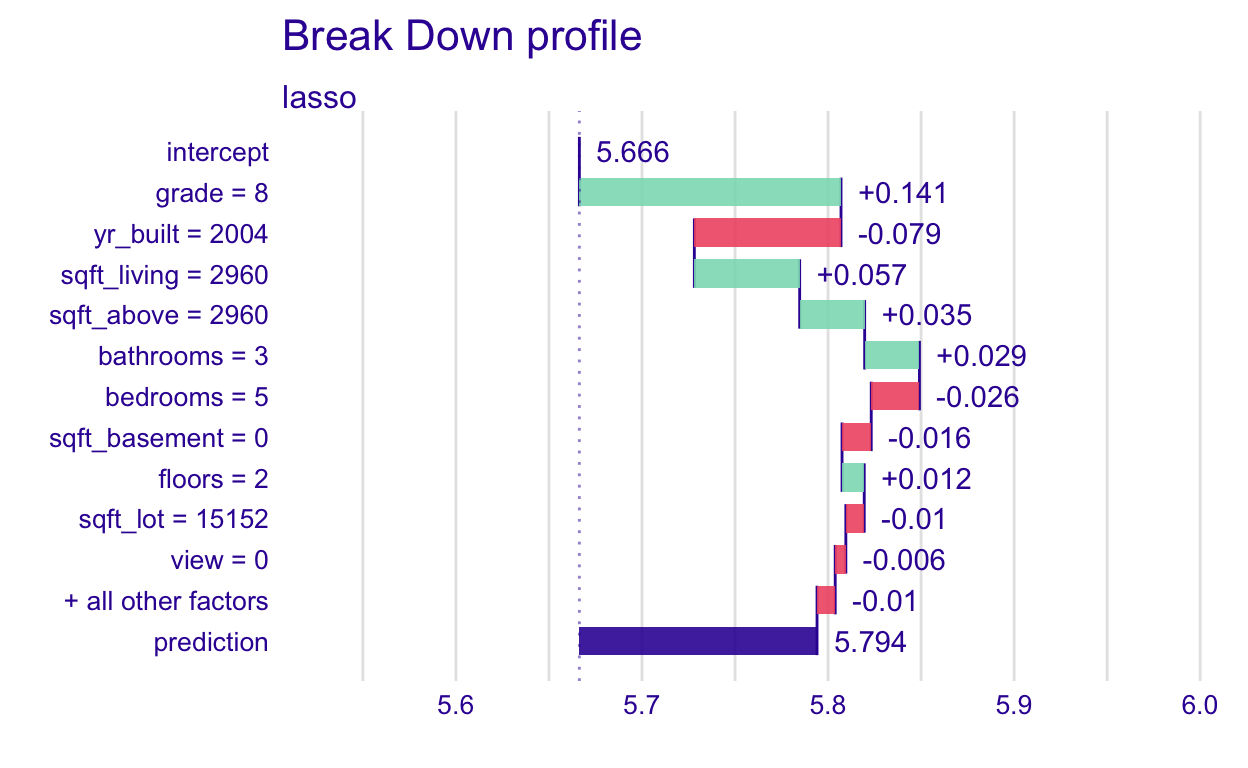 Break Down profile
lasso
intercept 5.666
grade = 8 +0.141
yr_built = 2004 -0.079
sqft_living = 2960 +0.057
sqft_above = 2960 +0.035
bathrooms = 3 +0.029
bedrooms = 5 -0.026
sqft_basement = 0 -0.016
floors = 2 +0.012
sqft_lot = 15152 -0.01
view = 0 -0.006
+ all other factors -0.01
prediction 5.794
5.6 5.7 5.8 5.9 6.0